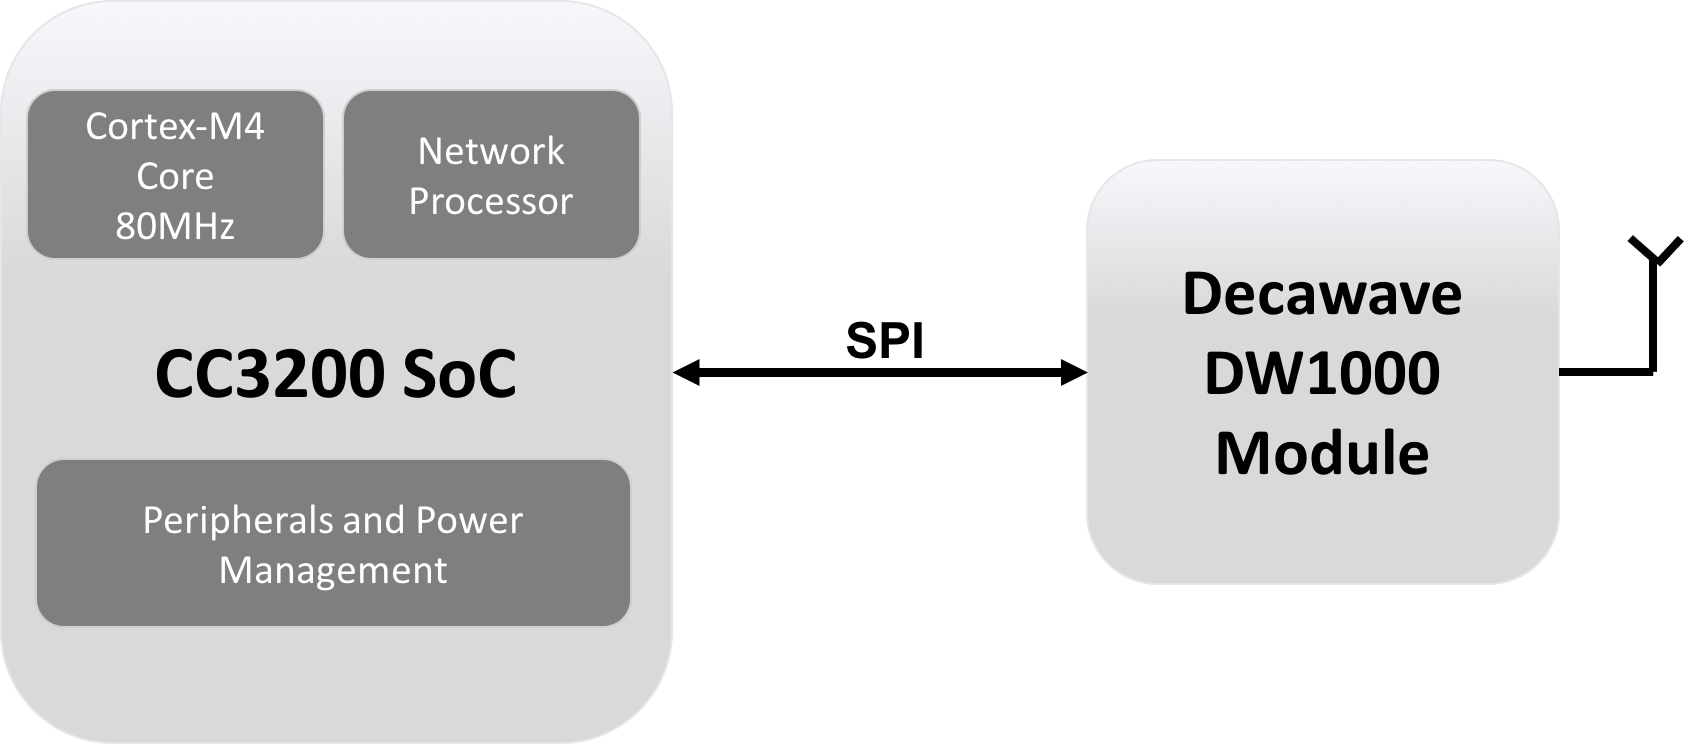 Cortex-M4
Core
80MHz
Network
Processor
CC3200 SoC
Peripherals and Power
Management
SPI
Decawave
DW1000
Module